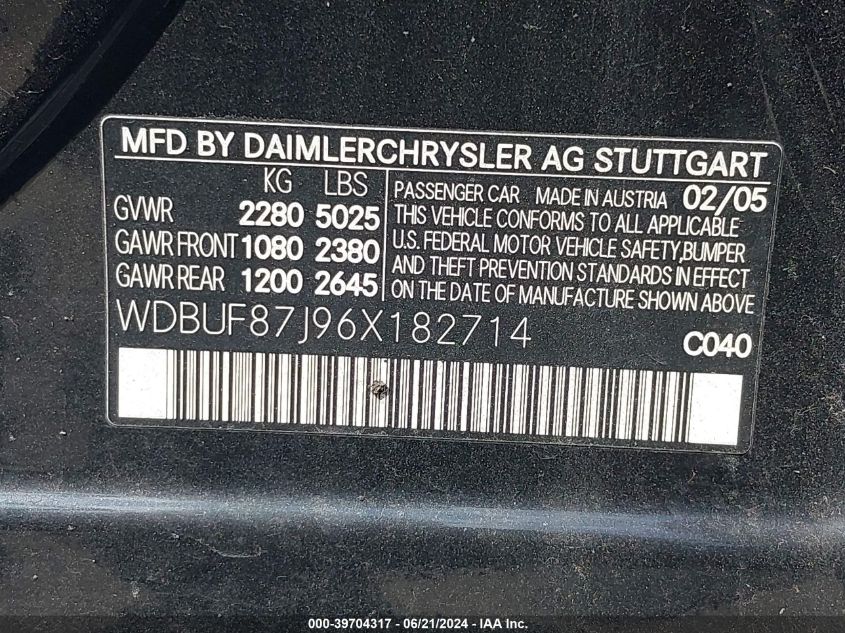 MFD BY DAIMLERCHRYSLER AG STUTTGART
KG LBS
GVWR 2280 5025
GAWR FRONT 1080 2380
GAWR REAR 1200 2645
PASSENGER CAR MADE IN AUSTRIA 02/05
THIS VEHICLE CONFORMS TO ALL APPLICABLE
U.S. FEDERAL MOTOR VEHICLE SAFETY,BUMPER
AND THEFT PREVENTION STANDARDS IN EFFECT
ON THE DATE OF MANUFACTURE SHOWN ABOVE
WDBUF87J96X182714
C040
000-39704317 - 06/21/2024 - IAA Inc.